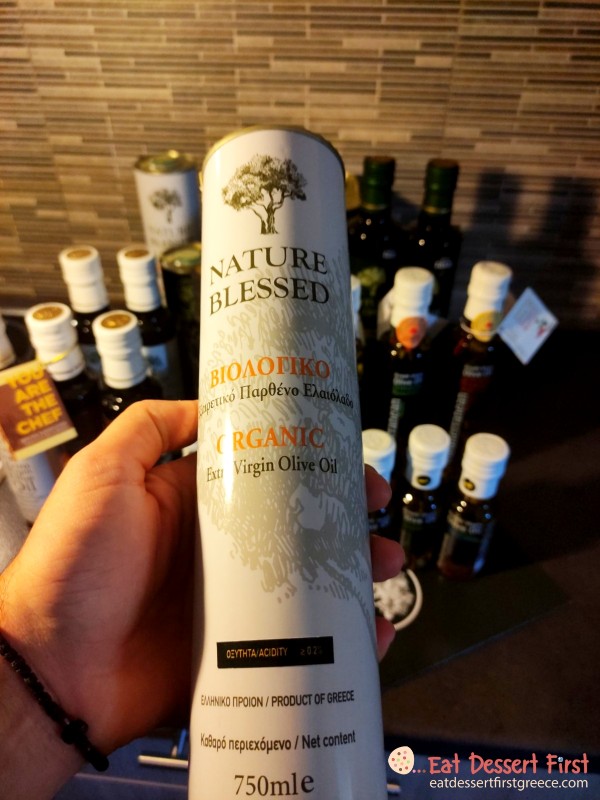 NATURE
BLESSED
ΒΙΟΛΟΓΙΚΟ
Παρθένο Ελαιόλαδο
ORGANIC
Extra Virgin Olive Oil
ΟΞΥΤΗΤΑ/ACIDITY
ΕΛΛΗΝΙΚΟ ΠΡΟΙΟΝ / PRODUCT OF GREECE
Καθαρό περιεχόμενο / Net content
750ml e
YOU
ARE
THE
CHEF
...Eat Dessert First
eatdessertfirstgreece.com